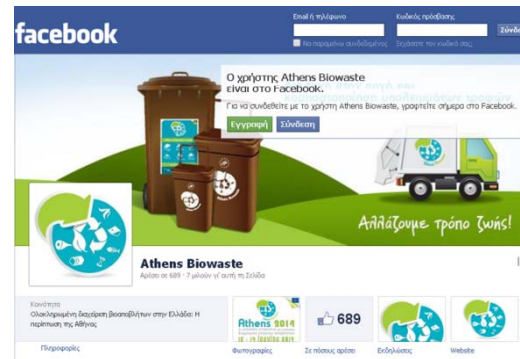 facebook
Email ή τηλέφωνο
Κωδικός πρόσβασης
Να παραμείνω συνδεδεμένος
Ξεχάσατε τον κωδικό σας;
Ο χρήστης Athens Biowaste
είναι στο Facebook.
Για να συνδεθείτε με το χρήστη Athens Biowaste, γραφτείτε σήμερα στο Facebook.
Εγγραφή Σύνδεση
Αλλάζουμε τρόπο ζωής!
Athens Biowaste
Αρέσει σε 689 · 7 μιλούν γι' αυτή τη Σελίδα
Κοινότητα
Ολοκληρωμένη διαχείριση βιοαποβλήτων στην Ελλάδα: Η
περίπτωση της Αθήνας
Athens 2014
689
Πληροφορίες
Φωτογραφίες
Σε πόσους αρέσει
Εκδηλώσεις
Website